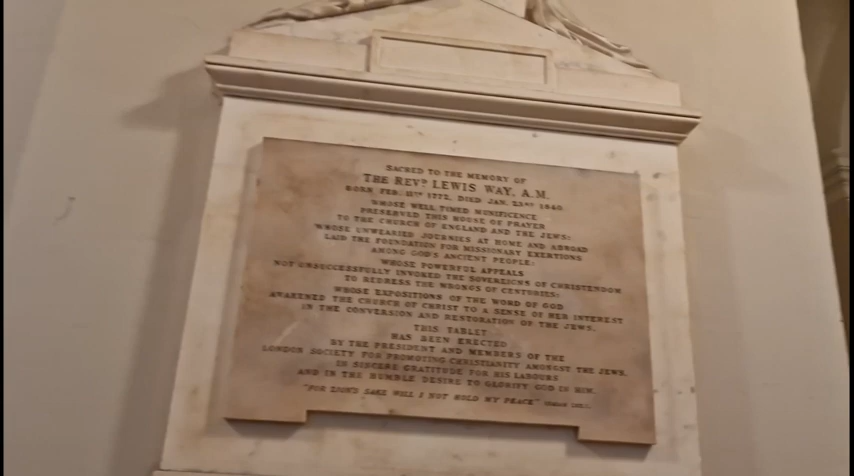 SACRED TO THE MEMORY OF
THE REVD. LEWIS WAY, A.M.
BORN FEB. 11TH 1772, DIED JAN. 23RD 1840.
WHOSE WELL TIMED MUNIFICENCE
PRESERVED THIS HOUSE OF PRAYER
TO THE CHURCH OF ENGLAND AND THE JEWS:
WHOSE UNWEARIED JOURNEYS AT HOME AND ABROAD
LAID THE FOUNDATION FOR MISSIONARY EXERTIONS
AMONG GOD'S ANCIENT PEOPLE:
WHOSE POWERFUL APPEALS
NOT UNSUCCESSFULLY INVOKED THE SOVEREIGNS OF CHRISTENDOM
TO REDRESS THE WRONGS OF CENTURIES:
WHOSE EXPOSITIONS OF THE WORD OF GOD
AWAKENED THE CHURCH OF CHRIST TO A SENSE OF HER INTEREST
IN THE CONVERSION AND RESTORATION OF THE JEWS.
THIS TABLET
HAS BEEN ERECTED
BY THE PRESIDENT AND MEMBERS OF THE
LONDON SOCIETY FOR PROMOTING CHRISTIANITY AMONGST THE JEWS,
IN SINCERE GRATITUDE FOR HIS LABOURS
AND IN THE HUMBLE DESIRE TO GLORIFY GOD IN HIM.
"FOR ZION'S SAKE WILL I NOT HOLD MY PEACE" ISAIAH